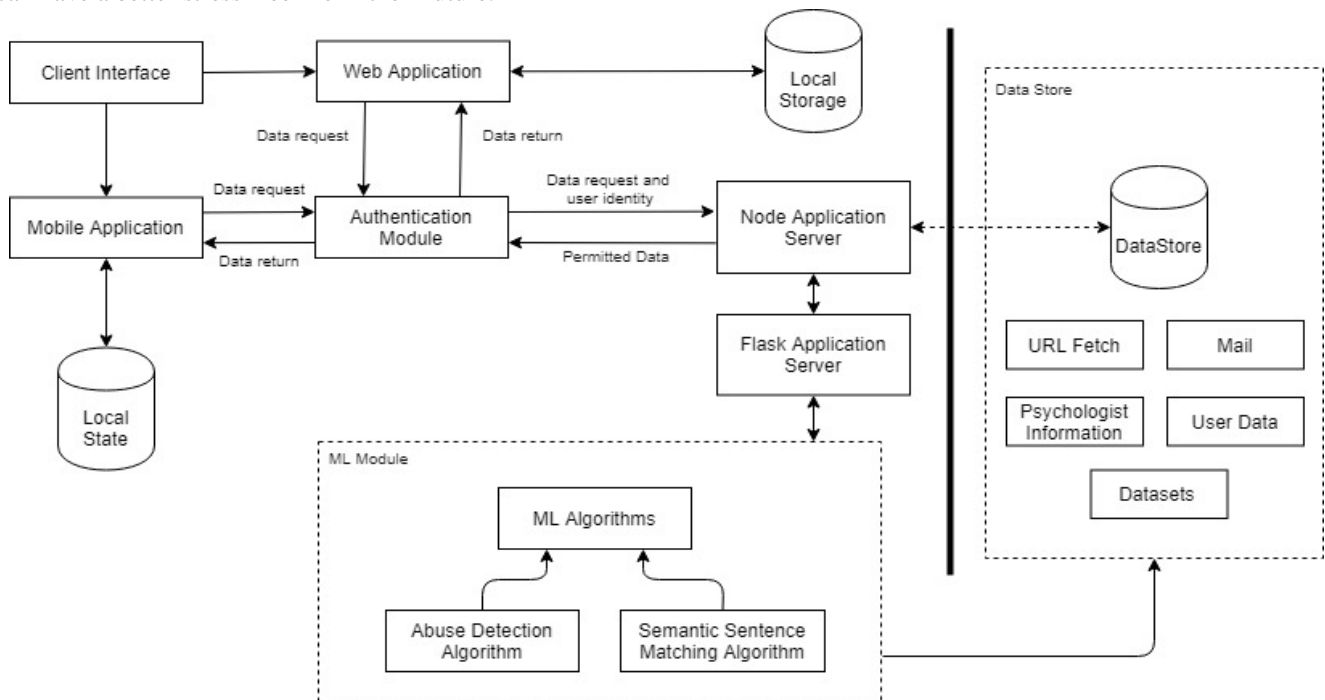 Client Interface
Web Application
Local
Storage
Data Store
Data request
Data return
Data request
Data request and
user identity
Mobile Application
Authentication
Module
Node Application
Server
DataStore
Data return
Permitted Data
Flask Application
Server
URL Fetch
Mail
Local
State
Psychologist
Information
User Data
ML Module
Datasets
ML Algorithms
Abuse Detection
Algorithm
Semantic Sentence
Matching Algorithm